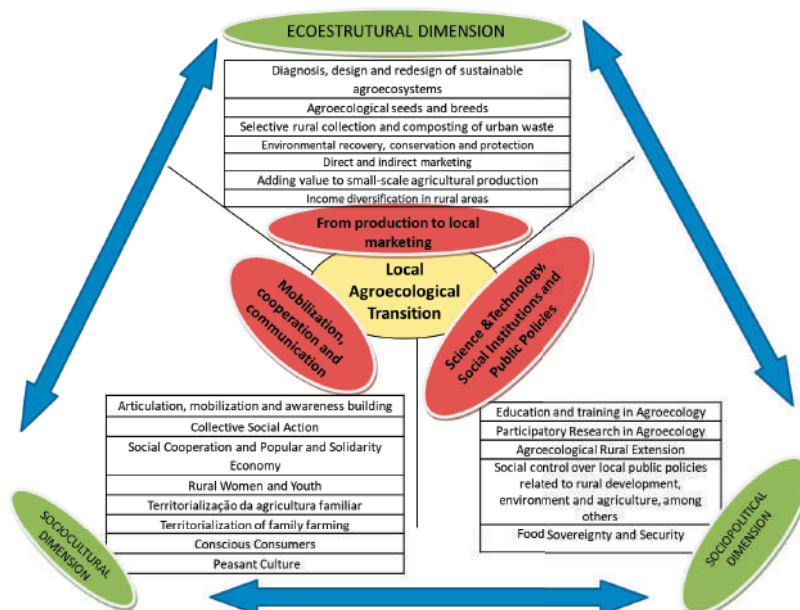 ECOESTRUTURAL DIMENSION
Diagnosis, design and redesign of sustainable
agroecosystems
Agroecological seeds and breeds
Selective rural collection and composting of urban waste
Environmental recovery, conservation and protection
Direct and indirect marketing
Adding value to small-scale agricultural production
Income diversification in rural areas
From production to local
marketing
Local
Agroecological
Transition
Mobilization,
cooperation and
communication
Science & Technology,
Social Institutions and
Public Policies
Articulation, mobilization and awareness building
Collective Social Action
Social Cooperation and Popular and Solidarity
Economy
Rural Women and Youth
Territorialização da agricultura familiar
Territorialization of family farming
Conscious Consumers
Peasant Culture
Education and training in Agroecology
Participatory Research in Agroecology
Agroecological Rural Extension
Social control over local public policies
related to rural development,
environment and agriculture, among
others
Food Sovereignty and Security
SOCIOCULTURAL
DIMENSION
SOCIOPOLITICAL
DIMENSION